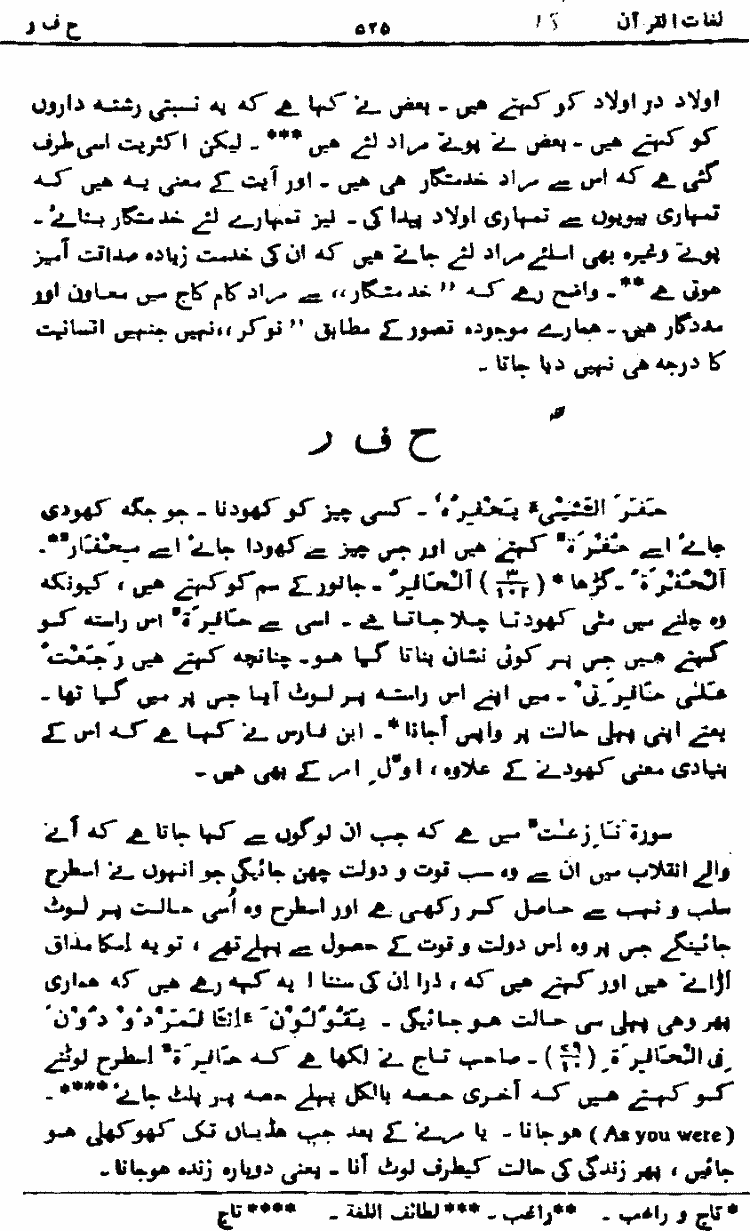 لغات القرآن ۵۲۵ ح ف ر
اولاد در اولاد کو کہتے ہیں ۔ بعض نے کہا ہے کہ یہ نسبتی رشتہ داروں
کو کہتے ہیں ۔ بعض نے پوتے مراد لئے ہیں *** ۔ لیکن اکثریت اسی طرف
گئی ہے کہ اس سے مراد خدمتگار ہی ہیں ۔ اور آیت کے معنی یہ ہیں کہ
تمہاری بیویوں سے تمہاری اولاد پیدا کی ۔ نیز تمہارے لئے خدمتگار بنائے ۔
پوتے وغیرہ بھی اسلئے مراد لئے جاتے ہیں کہ ان کی خدمت زیادہ صداقت آمیز
ہوتی ہے ** ۔ واضح رہے کہ ’’خدمتگار،، سے مراد کام کاج میں معاون اور
مددگار ہیں ۔ ہمارے موجودہ تصور کے مطابق ’’نوکر،، نہیں جنہیں انسانیت
کا درجہ ہی نہیں دیا جاتا ۔
ح ف ر
حَفَرَ الشَّیْیءَ یَحْفِرُہٗ ۔ کسی چیز کو کھودنا ۔ جو جگہ کھودی
جائے اسے حُفْرَۃٌ کہتے ہیں اور جس چیز سے کھودا جائے اسے مِحْفَارٌ * ۔
اَلْحُفْرَۃُ ۔ گڑھا * (۳/۱۰۲) اَلْحَافِرُ ۔ جانور کے سم کو کہتے ہیں ، کیونکہ
وہ چلنے میں مٹی کھودتا چلا جاتا ہے ۔ اسی سے حَافِرَۃٌ اس راستہ کو
کہتے ہیں جس پر کوئی نشان بناتا گیا ہو ۔ چنانچہ کہتے ہیں رَجَعْتُ
عَلٰی حَافِرَتِیْ ۔ میں اپنے اس راستہ پر لوٹ آیا جس پر میں گیا تھا ۔
یعنے اپنی پہلی حالت پر واپس آجانا * ۔ ابن فارس نے کہا ہے کہ اس کے
بنیادی معنی کھودنے کے علاوہ ، اوّلِ امر کے بھی ہیں ۔
سورۃ نَازِعٰت میں ہے کہ جب ان لوگوں سے کہا جاتا ہے کہ آنے
والے انقلاب میں ان سے وہ سب قوت و دولت چھن جائیگی جو انہوں نے اسطرح
سلب و نہب سے حاصل کر رکھی ہے اور اسطرح وہ اُسی حالت پر لوٹ
جائینگے جس پر وہ اس دولت و قوت کے حصول سے پہلے تھے ، تو یہ اسکا مذاق
اڑاتے ہیں اور کہتے ہیں کہ ، ذرا ان کی سننا ! یہ کہہ رہے ہیں کہ ہماری
پھر وہی پہلی سی حالت ہو جائیگی ۔ یَقُوْلُوْنَ ءَاِنَّا لَمَرْدُوْدُوْنَ
فِی الْحَافِرَۃِ (۷۹/۱۰) ۔ صاحب تاج نے لکھا ہے کہ حَافِرَۃٌ اسطرح لوٹنے
کو کہتے ہیں کہ آخری حصہ بالکل پہلے حصہ پر پلٹ جائے **** ۔
(As you were) ہو جانا ۔ یا مرنے کے بعد جب ہڈیاں تک کھوکھلی ہو
جائیں ، پھر زندگی کی حالت کیطرف لوٹ آنا ۔ یعنی دوبارہ زندہ ہوجانا ۔
* تاج و راغب ۔ ** راغب ۔ *** لطائف اللغۃ ۔ **** تاج